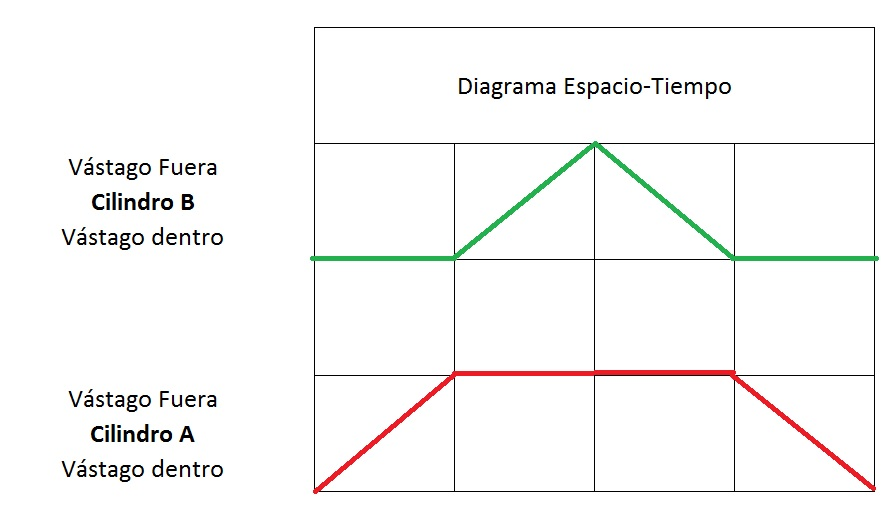 Diagrama Espacio-Tiempo
Vástago Fuera
Cilindro B
Vástago dentro
Vástago Fuera
Cilindro A
Vástago dentro